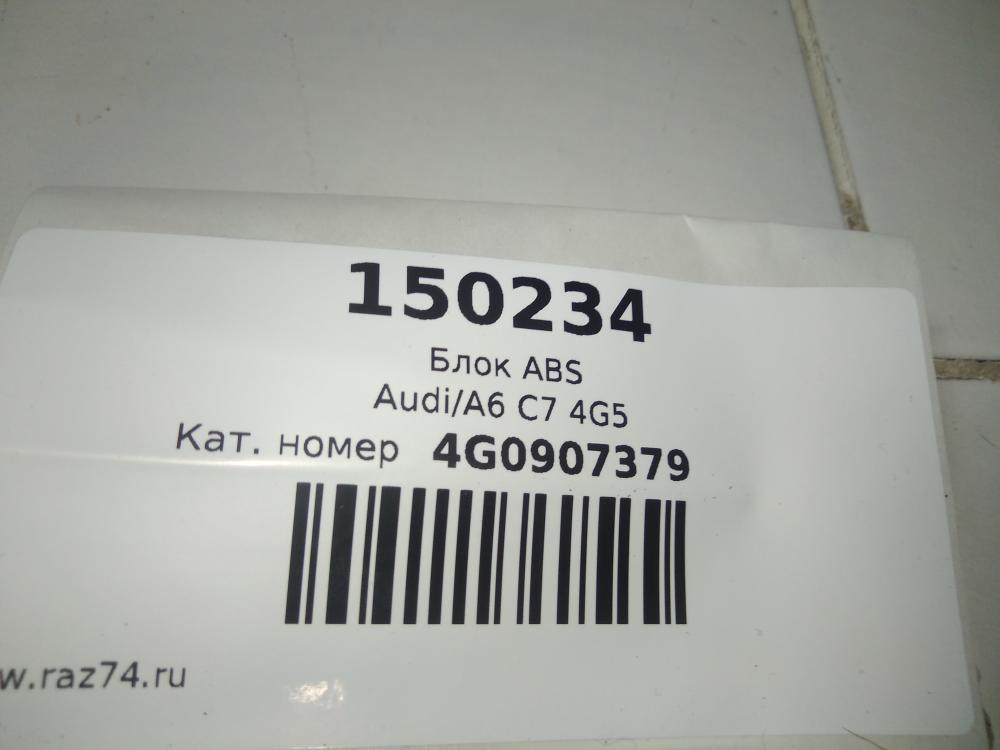 150234
Блок ABS
Audi/A6 C7 4G5
Кат. номер 4G0907379
w.raz74.ru